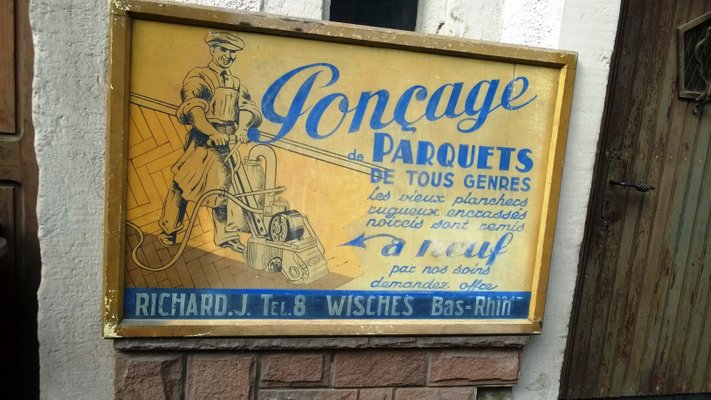 Ponçage
de PARQUETS
DE TOUS GENRES
les vieux planchers
rugueux encrassés
noircis sont remis
a neuf
par nos soins
demandez offre
RICHARD.J. TEL.8 WISCHES Bas-Rhin